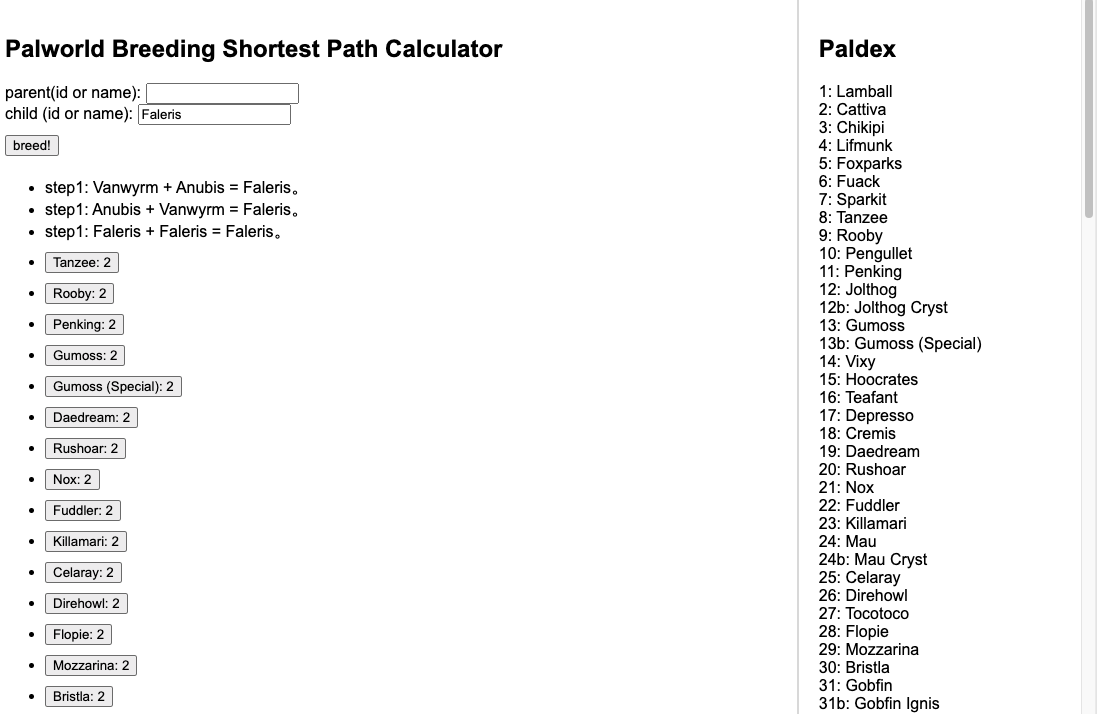 Palworld Breeding Shortest Path Calculator
parent(id or name):
child (id or name): Faleris
breed!
step1: Vanwyrm + Anubis = Faleris。
step1: Anubis + Vanwyrm = Faleris。
step1: Faleris + Faleris = Faleris。
Tanzee: 2
Rooby: 2
Penking: 2
Gumoss: 2
Gumoss (Special): 2
Daedream: 2
Rushoar: 2
Nox: 2
Fuddler: 2
Killamari: 2
Celaray: 2
Direhowl: 2
Flopie: 2
Mozzarina: 2
Bristla: 2
Paldex
1: Lamball
2: Cattiva
3: Chikipi
4: Lifmunk
5: Foxparks
6: Fuack
7: Sparkit
8: Tanzee
9: Rooby
10: Pengullet
11: Penking
12: Jolthog
12b: Jolthog Cryst
13: Gumoss
13b: Gumoss (Special)
14: Vixy
15: Hoocrates
16: Teafant
17: Depresso
18: Cremis
19: Daedream
20: Rushoar
21: Nox
22: Fuddler
23: Killamari
24: Mau
24b: Mau Cryst
25: Celaray
26: Direhowl
27: Tocotoco
28: Flopie
29: Mozzarina
30: Bristla
31: Gobfin
31b: Gobfin Ignis